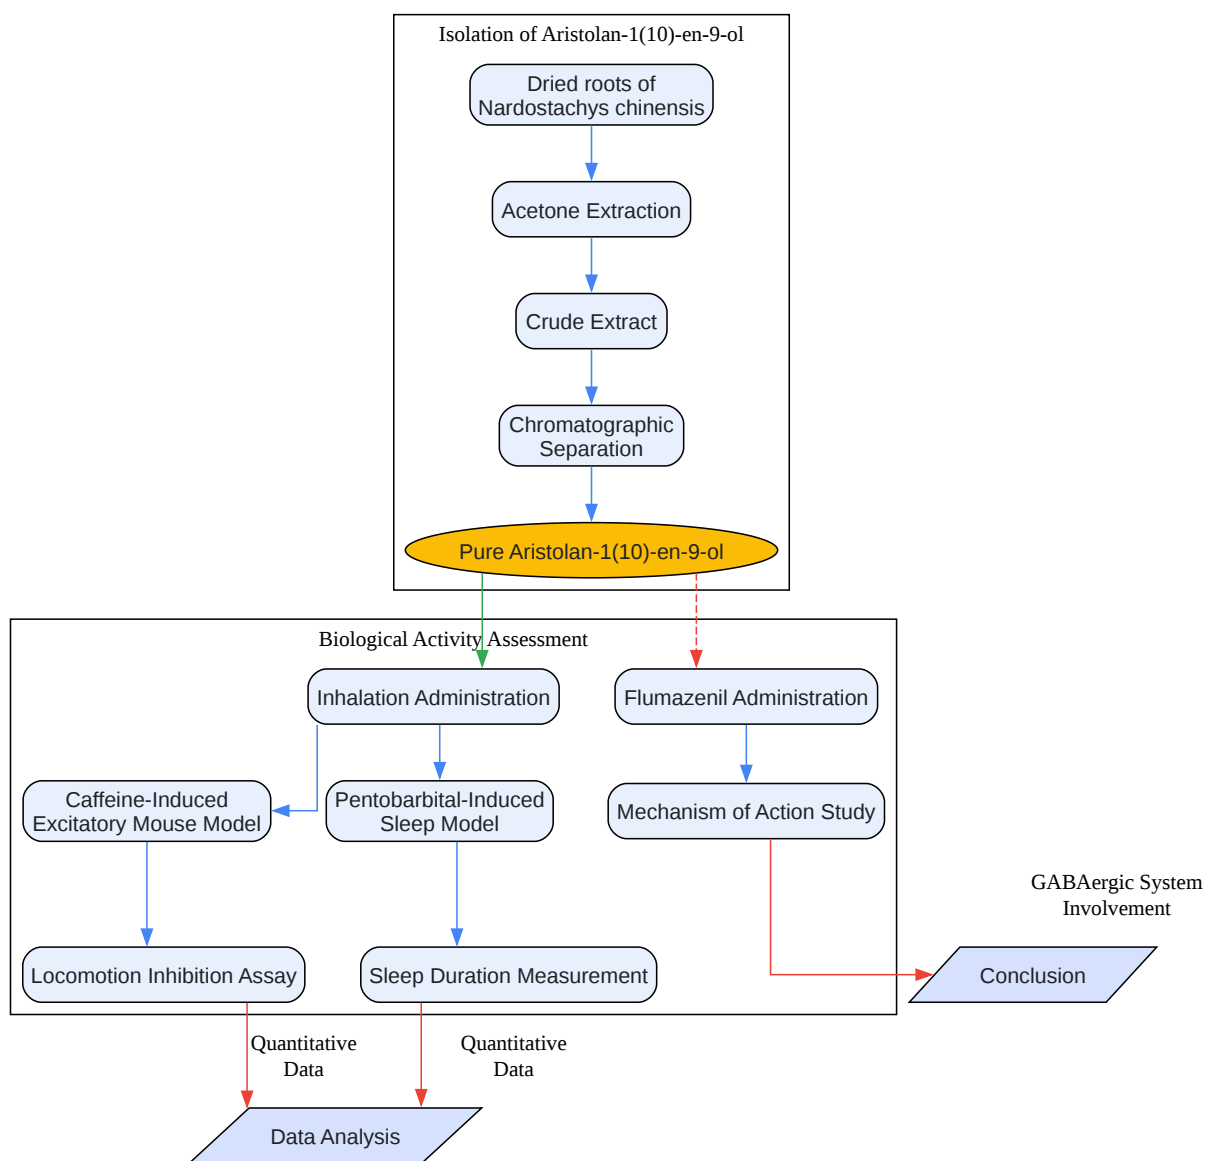 Isolation of Aristolan-1(10)-en-9-ol
Dried roots of
Nardostachys chinensis
Acetone Extraction
Crude Extract
Chromatographic
Separation
Pure Aristolan-1(10)-en-9-ol
Biological Activity Assessment
Inhalation Administration
Flumazenil Administration
Caffeine-Induced
Excitatory Mouse Model
Pentobarbital-Induced
Sleep Model
Mechanism of Action Study
GABAergic System
Involvement
Locomotion Inhibition Assay
Sleep Duration Measurement
Conclusion
Quantitative
Data
Quantitative
Data
Data Analysis